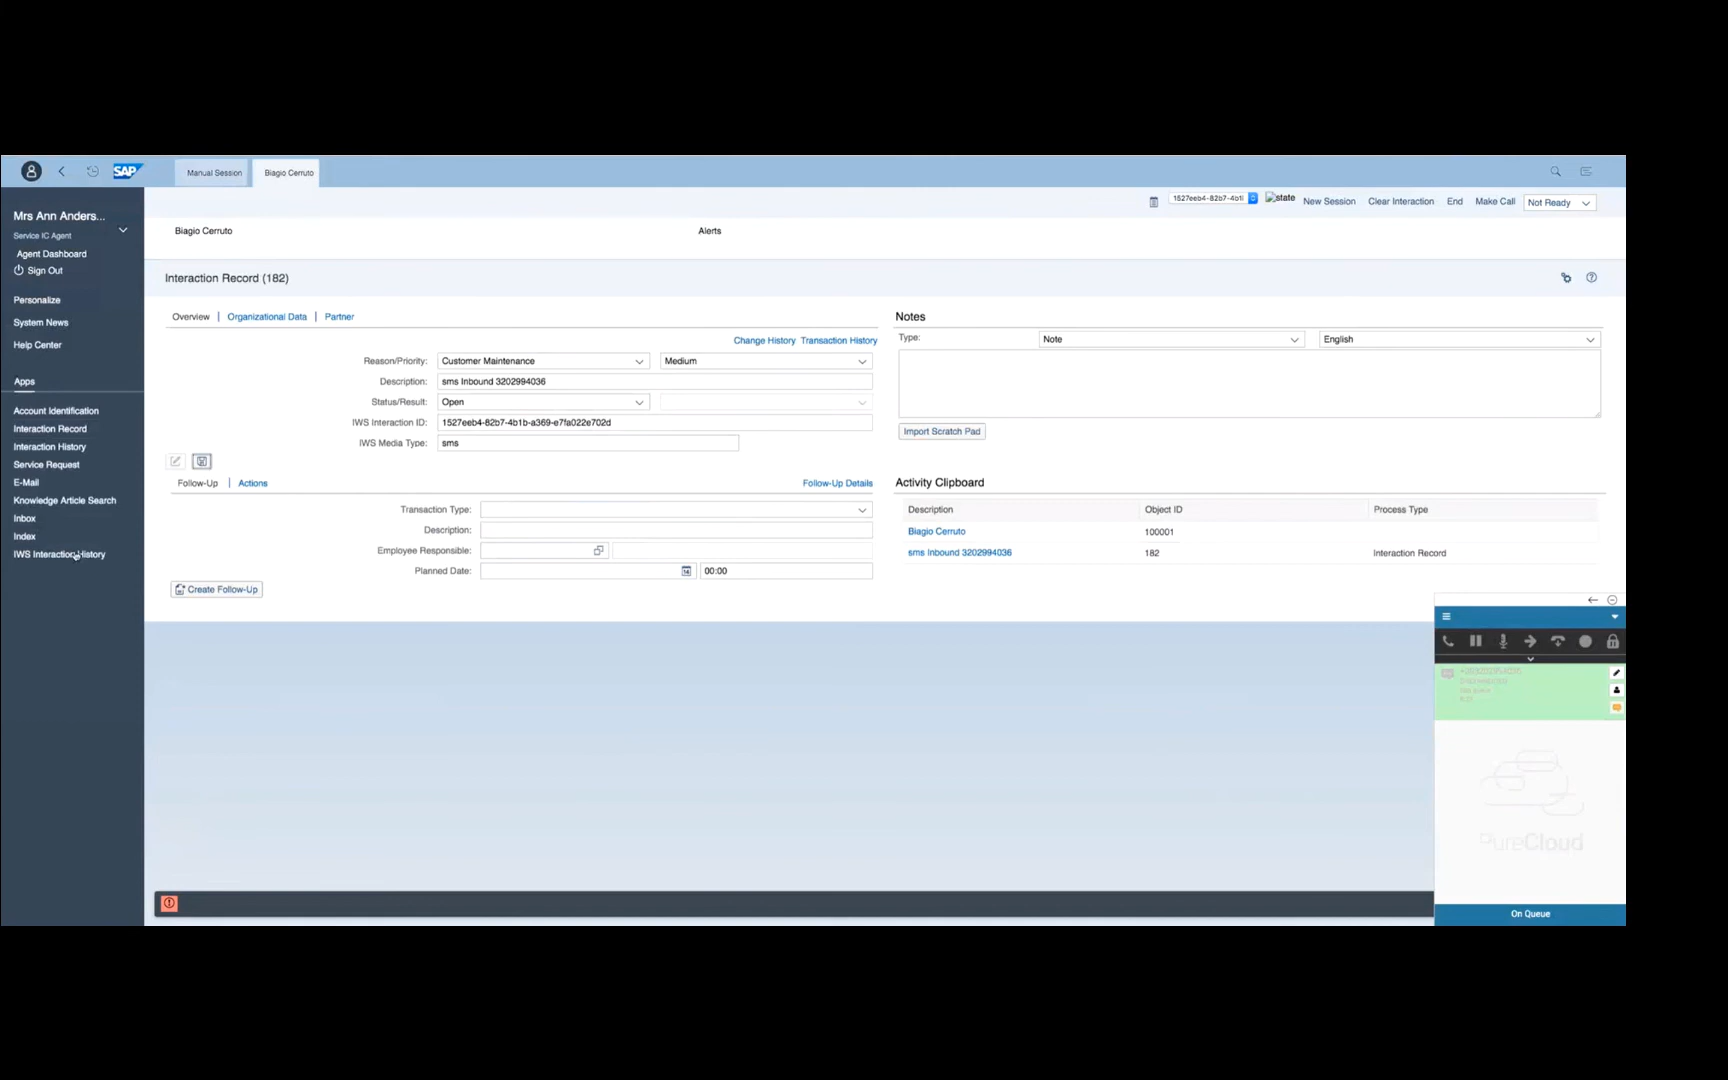 SAP
Manual Session
Biagio Cerruto
Mrs Ann Anders...
Service IC Agent
Agent Dashboard
Sign Out
Personalize
System News
Help Center
Apps
Account Identification
Interaction Record
Interaction History
Service Request
E-Mail
Knowledge Article Search
Inbox
Index
IWS Interaction History
1527eeb4-82b7-4b1l
state
New Session
Clear Interaction
End
Make Call
Not Ready
Biagio Cerruto
Alerts
Interaction Record (182)
Overview | Organizational Data | Partner
Change History Transaction History
Reason/Priority: Customer Maintenance Medium
Description: sms Inbound 3202994036
Status/Result: Open
IWS Interaction ID: 1527eeb4-82b7-4b1b-a369-e7fa022e702d
IWS Media Type: sms
Follow-Up | Actions
Follow-Up Details
Transaction Type:
Description:
Employee Responsible:
Planned Date: 14 00:00
Create Follow-Up
Notes
Type: Note English
Import Scratch Pad
Activity Clipboard
Description Object ID Process Type
Biagio Cerruto 100001
sms Inbound 3202994036 182 Interaction Record
PureCloud
On Queue